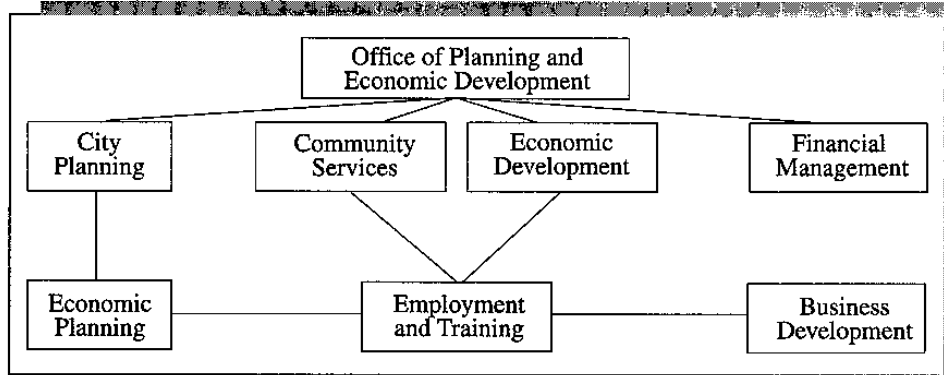 Office of Planning and
Economic Development
City
Planning
Community
Services
Economic
Development
Financial
Management
Economic
Planning
Employment
and Training
Business
Development